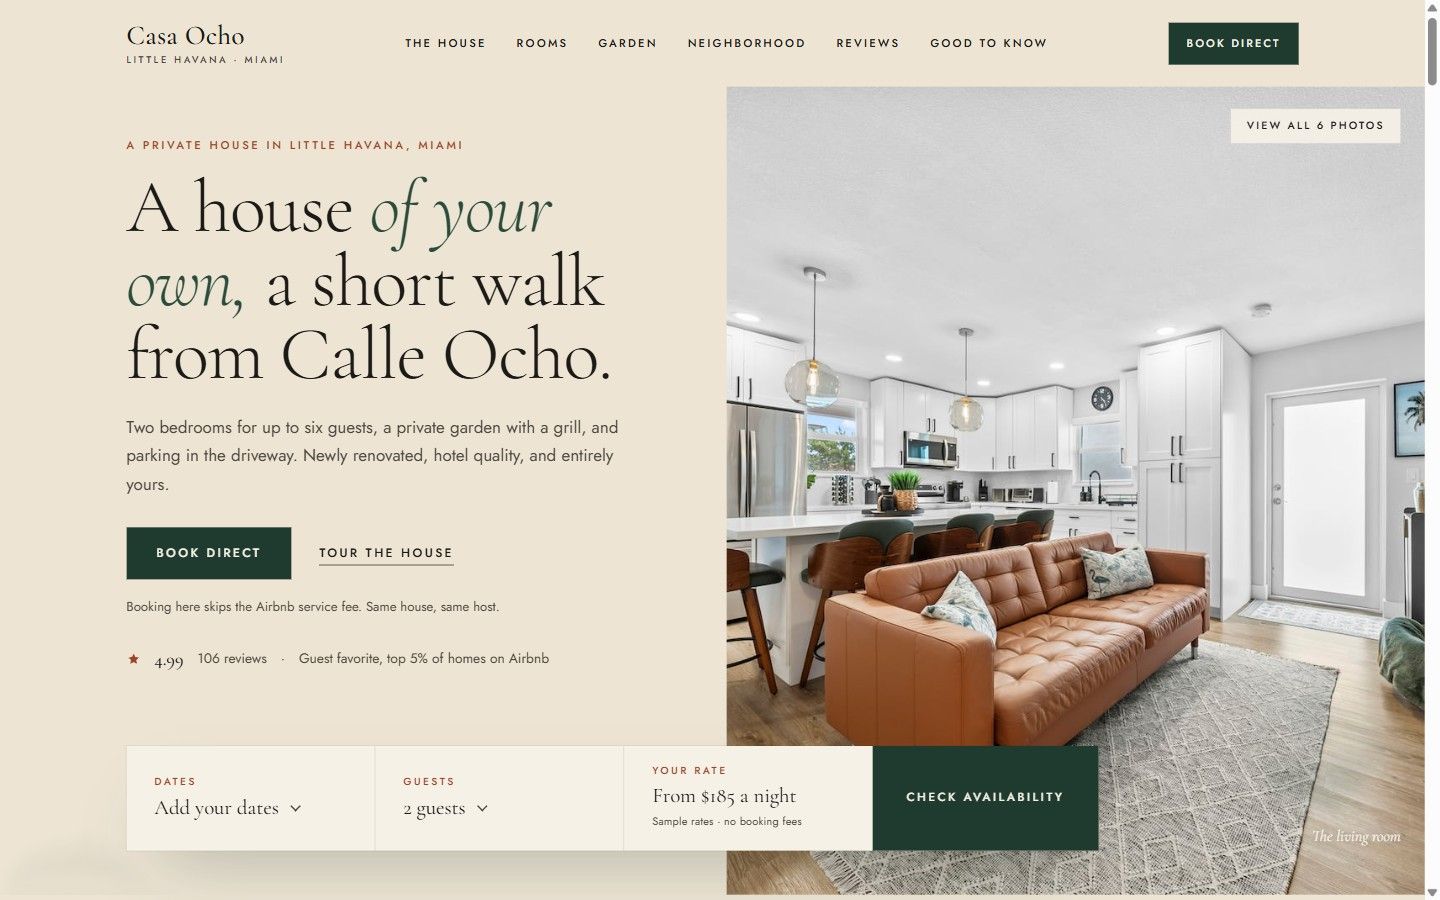 Casa Ocho
LITTLE HAVANA · MIAMI
THE HOUSE
ROOMS
GARDEN
NEIGHBORHOOD
REVIEWS
GOOD TO KNOW
BOOK DIRECT
VIEW ALL 6 PHOTOS
A PRIVATE HOUSE IN LITTLE HAVANA, MIAMI
A house of your
own, a short walk
from Calle Ocho.
Two bedrooms for up to six guests, a private garden with a grill, and
parking in the driveway. Newly renovated, hotel quality, and entirely
yours.
BOOK DIRECT
TOUR THE HOUSE
Booking here skips the Airbnb service fee. Same house, same host.
4.99 106 reviews · Guest favorite, top 5% of homes on Airbnb
DATES
Add your dates
GUESTS
2 guests
YOUR RATE
From $185 a night
Sample rates · no booking fees
CHECK AVAILABILITY
The living room